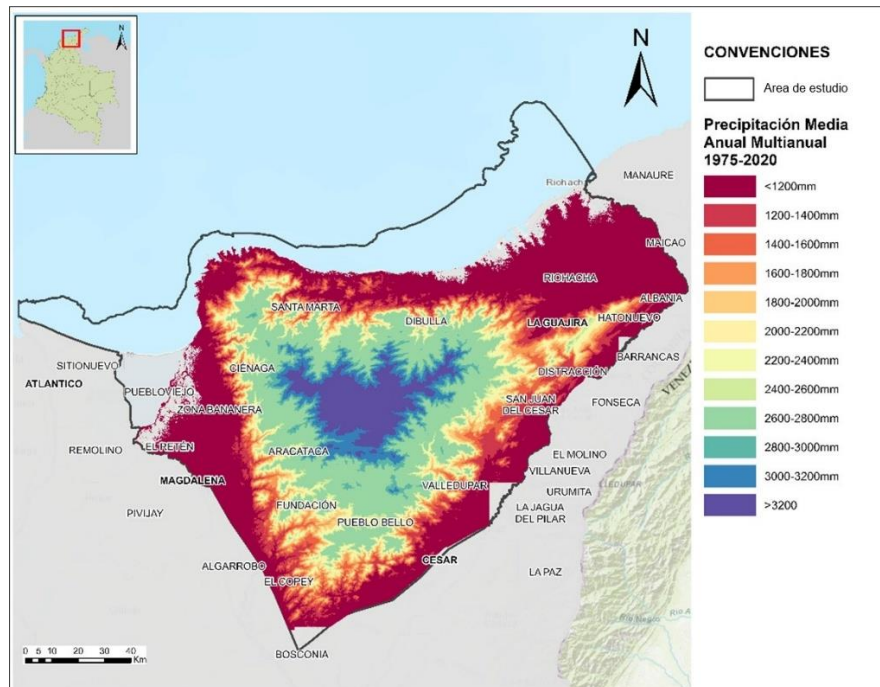 N
N
CONVENCIONES
Area de estudio
Precipitación Media
Anual Multianual
1975-2020
<1200mm
1200-1400mm
1400-1600mm
1600-1800mm
1800-2000mm
2000-2200mm
2200-2400mm
2400-2600mm
2600-2800mm
2800-3000mm
3000-3200mm
>3200
Riohach
MANAURE
MAICAO
RIOHACHA
ALBANIA
SANTA MARTA
DIBULLA
LA GUAJIRA
HATONUEVO
BARRANCAS
SITIONUEVO
CIÉNAGA
DISTRACCIÓN
ATLANTICO
PUEBLOVIEJO
ZONA BANANERA
SAN JUAN
DEL CESAR
FONSECA
REMOLINO
EL RETÉN
ARACATACA
EL MOLINO
VILLANUEVA
MAGDALENA
VALLEDUPAR
URUMITA
PIVIJAY
FUNDACIÓN
PUEBLO BELLO
LA JAGUA
DEL PILAR
CESAR
ALGARROBO
EL COPEY
LA PAZ
BOSCONIA
0 5 10 20 30 40
Km